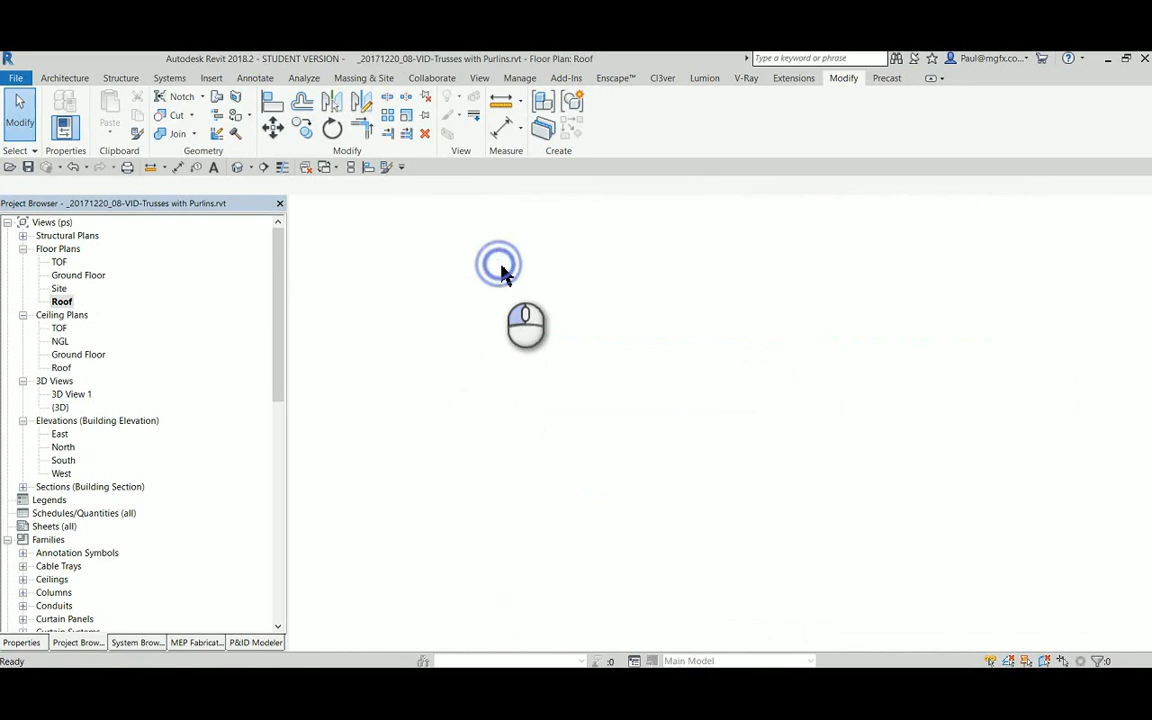 Autodesk Revit 2018.2 - STUDENT VERSION - _20171220_08-VID-Trusses with Purlins.rvt - Floor Plan: Roof
Type a keyword or phrase
Paul@mgfx.co...
File Architecture Structure Systems Insert Annotate Analyze Massing & Site Collaborate View Manage Add-Ins Enscape™ Cl3ver Lumion V-Ray Extensions Modify Precast
Modify
Paste
Notch
Cut
Join
Select Properties Clipboard Geometry Modify View Measure Create
Project Browser - _20171220_08-VID-Trusses with Purlins.rvt
Views (ps)
Structural Plans
Floor Plans
TOF
Ground Floor
Site
Roof
Ceiling Plans
TOF
NGL
Ground Floor
Roof
3D Views
3D View 1
{3D}
Elevations (Building Elevation)
East
North
South
West
Sections (Building Section)
Legends
Schedules/Quantities (all)
Sheets (all)
Families
Annotation Symbols
Cable Trays
Ceilings
Columns
Conduits
Curtain Panels
Properties Project Brow... System Brow... MEP Fabricat... P&ID Modeler
Ready
:0
Main Model
:0